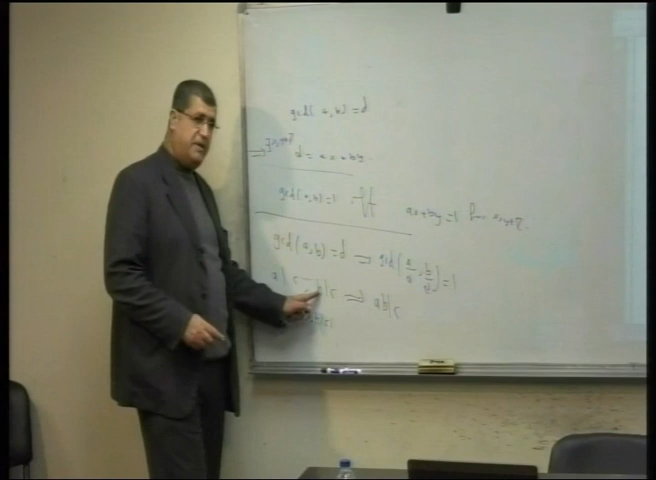 gcd(a,b)=d
⇒ ∃x,y∈Z d = ax+by
gcd(a,b)=1 iff ax+by=1 for x,y∈Z.
gcd(a,b)=d ⇒ gcd(a/d, b/d)=1
a|c b|c ⇒ ab|c